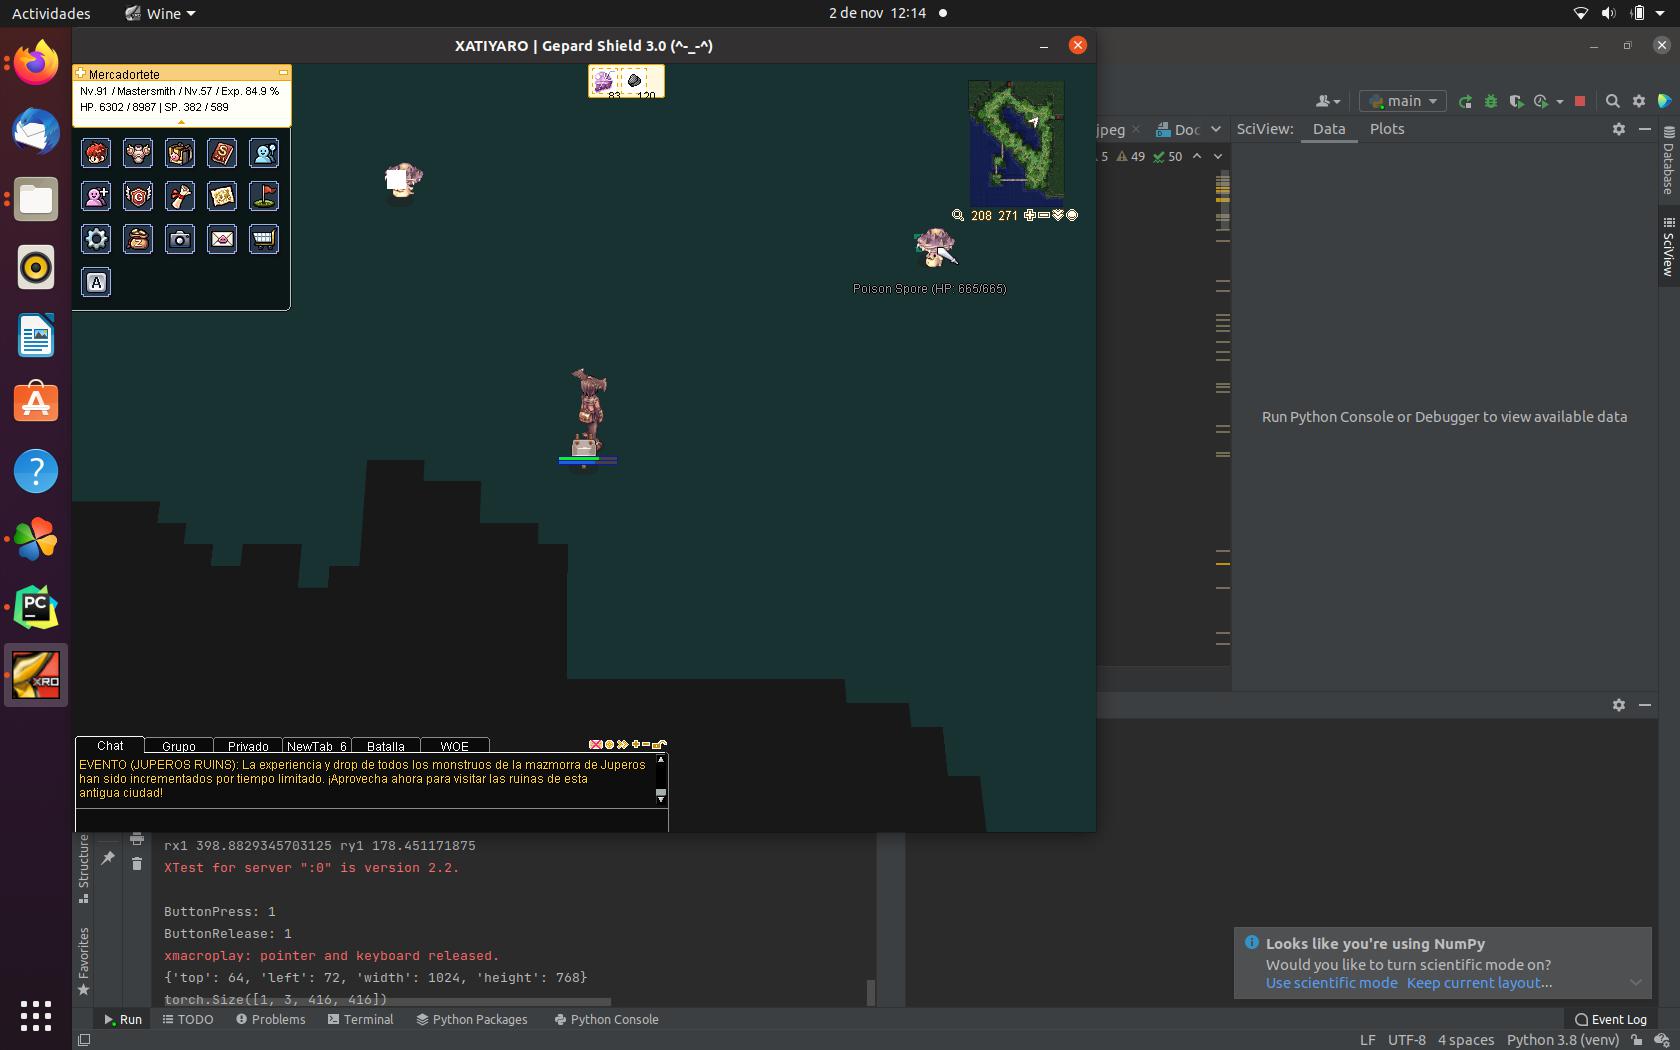 Actividades
Wine
2 de nov 12:14
XATIYARO | Gepard Shield 3.0 (^-_-^)
Mercadortete
Nv.91 / Mastersmith / Nv.57 / Exp. 84.9 %
HP. 6302 / 8987 | SP. 382 / 589
S
G
Z
A
83
120
208 271
Poison Spore (HP: 665/665)
main
jpeg
Doc
SciView:
Data
Plots
5
49
50
Database
SciView
Run Python Console or Debugger to view available data
PC
XRO
Chat
Grupo
Privado
NewTab_6
Batalla
WOE
EVENTO (JUPEROS RUINS): La experiencia y drop de todos los monstruos de la mazmorra de Juperos
han sido incrementados por tiempo limitado. ¡Aprovecha ahora para visitar las ruinas de esta
antigua ciudad!
Structure
Favorites
rx1 398.8829345703125 ry1 178.451171875
XTest for server ":0" is version 2.2.
ButtonPress: 1
ButtonRelease: 1
xmacroplay: pointer and keyboard released.
{'top': 64, 'left': 72, 'width': 1024, 'height': 768}
torch.Size([1, 3, 416, 416])
Looks like you're using NumPy
Would you like to turn scientific mode on?
Use scientific mode Keep current layout...
Run
TODO
Problems
Terminal
Python Packages
Python Console
Event Log
LF UTF-8 4 spaces Python 3.8 (venv)